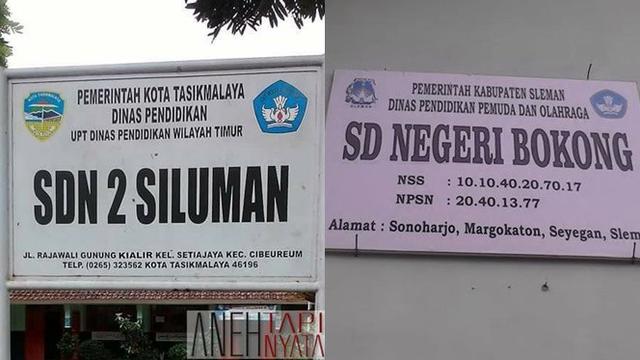 PEMERINTAH KOTA TASIKMALAYA
DINAS PENDIDIKAN
UPT DINAS PENDIDIKAN WILAYAH TIMUR
SDN 2 SILUMAN
JL. RAJAWALI GUNUNG KIALIR KEL. SETIAJAYA KEC. CIBEUREUM
TELP. (0265) 323562 KOTA TASIKMALAYA 46196
ANEH TAPI
NYATA
PEMERINTAH KABUPATEN SLEMAN
DINAS PENDIDIKAN PEMUDA DAN OLAHRAGA
SD NEGERI BOKONG
NSS : 10.10.40.20.70.17
NPSN : 20.40.13.77
Alamat : Sonoharjo, Margokaton, Seyegan, Slem